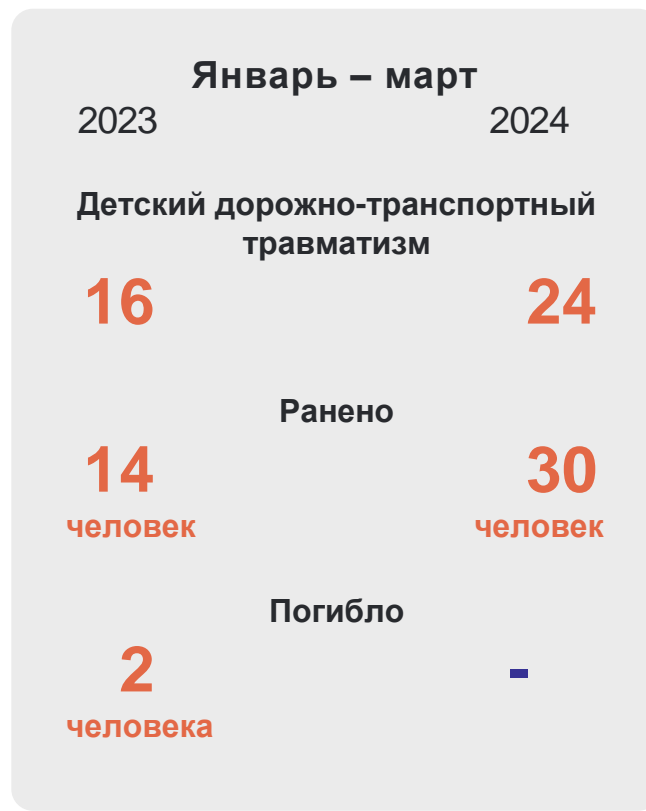 Январь – март
2023 2024
Детский дорожно-транспортный
травматизм
16 24
Ранено
14 30
человек человек
Погибло
2 -
человека